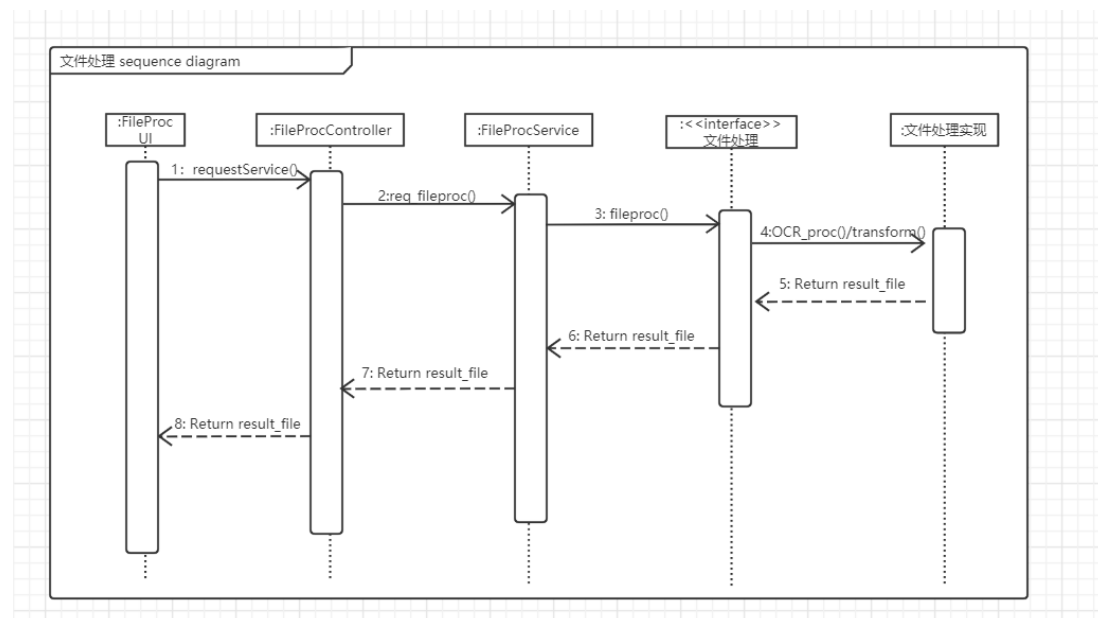 文件处理 sequence diagram
:FileProc
UI
:FileProcController
:FileProcService
:<<interface>>
文件处理
:文件处理实现
1: requestService()
2:req_fileproc()
3: fileproc()
4:OCR_proc()/transform()
5: Return result_file
6: Return result_file
7: Return result_file
8: Return result_file